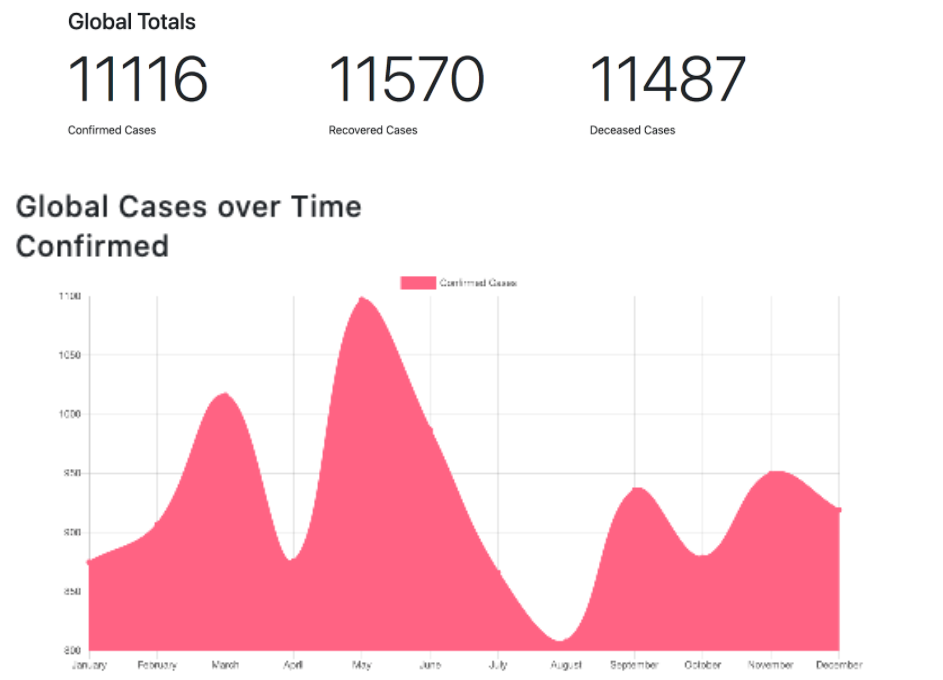 Global Totals
11116 11570 11487
Confirmed Cases Recovered Cases Deceased Cases
Global Cases over Time
Confirmed
Confirmed Cases
1100
1050
1000
950
900
850
800
January February March April May June July August September October November December